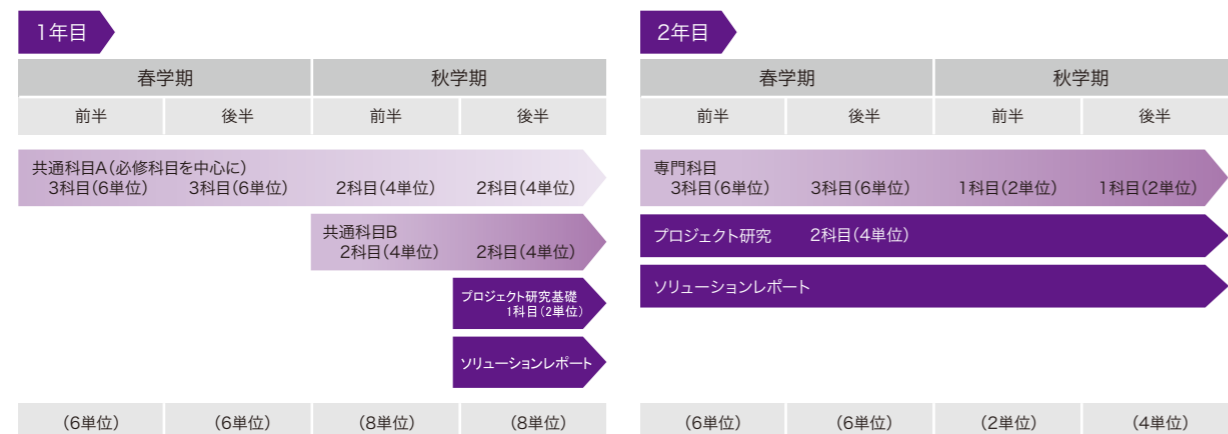 1年目
春学期 秋学期
前半 後半 前半 後半
共通科目A(必修科目を中心に)
3科目(6単位) 3科目(6単位) 2科目(4単位) 2科目(4単位)
共通科目B
2科目(4単位) 2科目(4単位)
プロジェクト研究基礎
1科目(2単位)
ソリューションレポート
(6単位) (6単位) (8単位) (8単位)
2年目
春学期 秋学期
前半 後半 前半 後半
専門科目
3科目(6単位) 3科目(6単位) 1科目(2単位) 1科目(2単位)
プロジェクト研究 2科目(4単位)
ソリューションレポート
(6単位) (6単位) (2単位) (4単位)